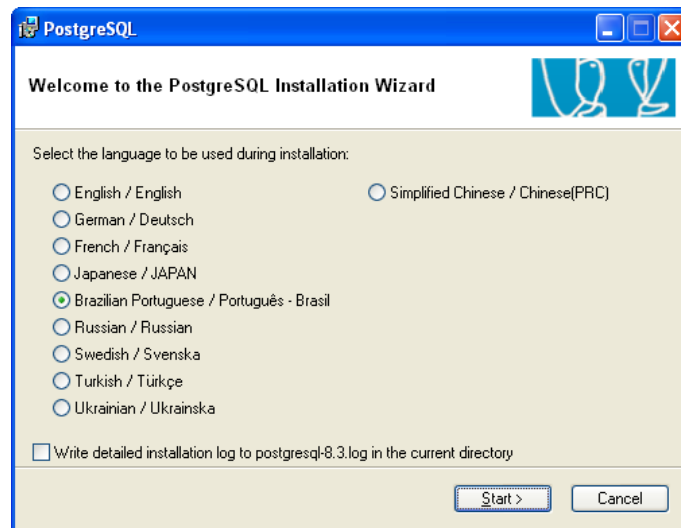 PostgreSQL
Welcome to the PostgreSQL Installation Wizard
Select the language to be used during installation:
English / English
German / Deutsch
French / Français
Japanese / JAPAN
Brazilian Portuguese / Português - Brasil
Russian / Russian
Swedish / Svenska
Turkish / Türkçe
Ukrainian / Ukrainska
Simplified Chinese / Chinese(PRC)
Write detailed installation log to postgresql-8.3.log in the current directory
Start >
Cancel